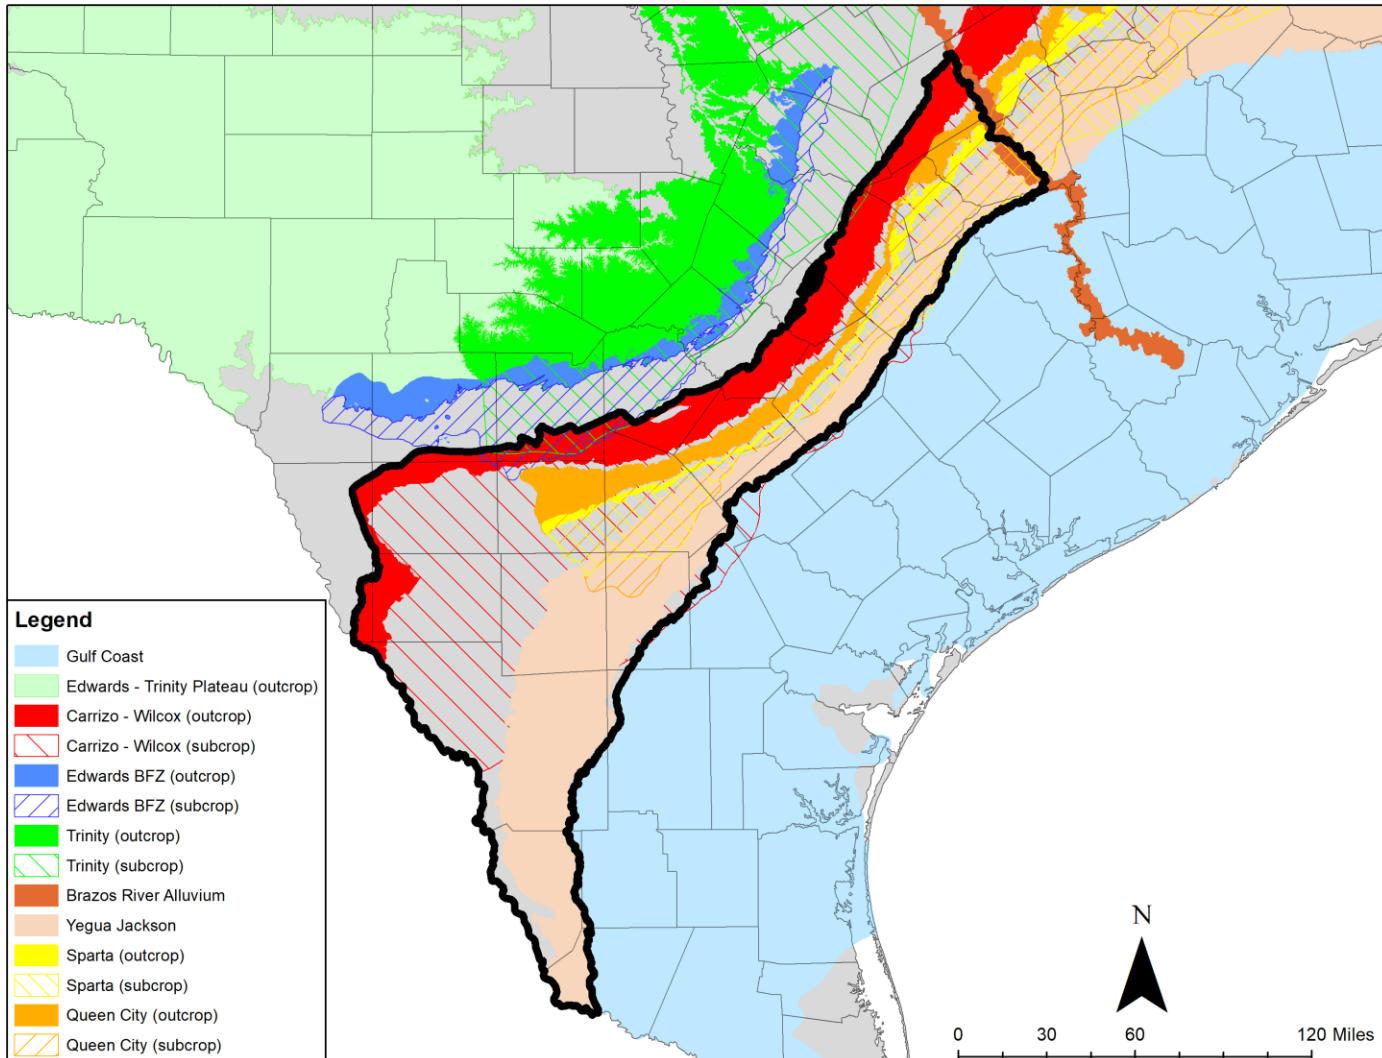 Legend
Gulf Coast
Edwards - Trinity Plateau (outcrop)
Carrizo - Wilcox (outcrop)
Carrizo - Wilcox (subcrop)
Edwards BFZ (outcrop)
Edwards BFZ (subcrop)
Trinity (outcrop)
Trinity (subcrop)
Brazos River Alluvium
Yegua Jackson
Sparta (outcrop)
Sparta (subcrop)
Queen City (outcrop)
Queen City (subcrop)
N
0 30 60 120 Miles